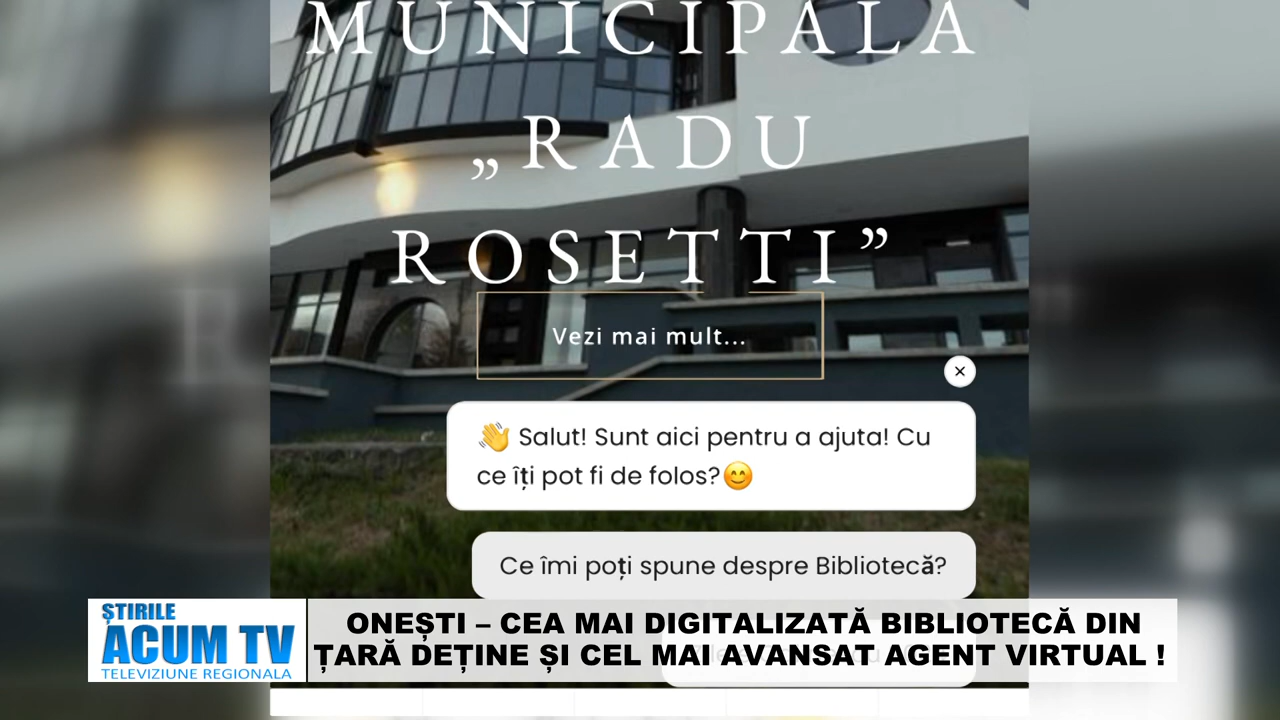 MUNICIPALĂ
„RADU
ROSETTI”
Vezi mai mult...
×
👋 Salut! Sunt aici pentru a ajuta! Cu
ce îți pot fi de folos?😊
Ce îmi poți spune despre Bibliotecă?
ȘTIRILE
ACUM TV
TELEVIZIUNE REGIONALA
ONEȘTI – CEA MAI DIGITALIZATĂ BIBLIOTECĂ DIN
ȚARĂ DEȚINE ȘI CEL MAI AVANSAT AGENT VIRTUAL !